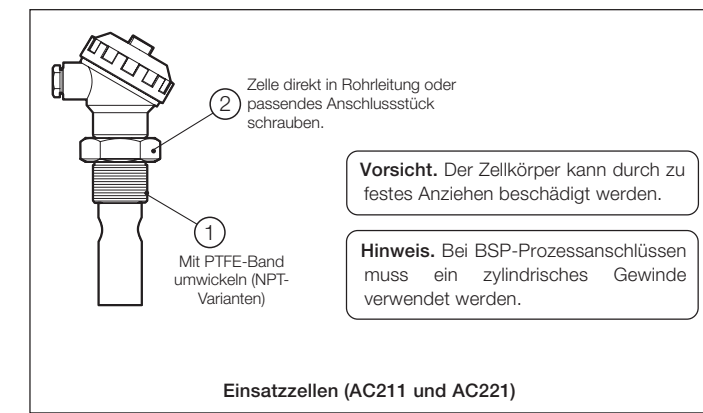 2
Zelle direkt in Rohrleitung oder
passendes Anschlussstück
schrauben.
Vorsicht. Der Zellkörper kann durch zu
festes Anziehen beschädigt werden.
1
Mit PTFE-Band
umwickeln (NPT-
Varianten)
Hinweis. Bei BSP-Prozessanschlüssen
muss ein zylindrisches Gewinde
verwendet werden.
Einsatzzellen (AC211 und AC221)